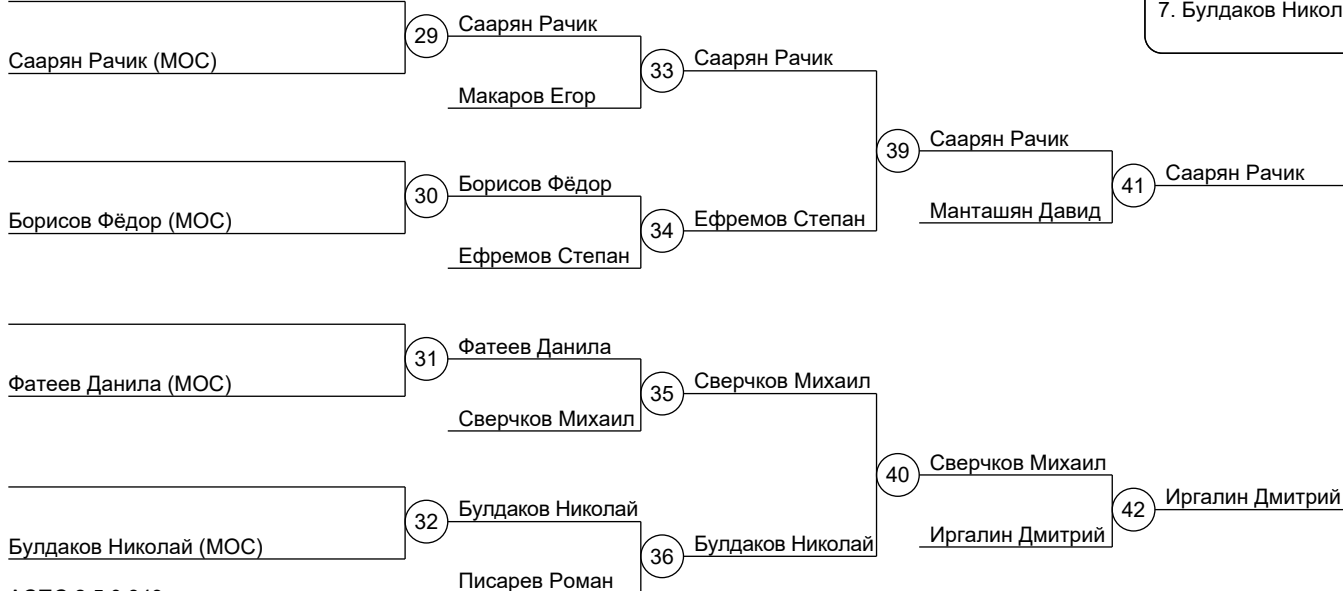 7. Булдаков Никол
29
Саарян Рачик
Саарян Рачик (МОС)
33
Саарян Рачик
Макаров Егор
39
Саарян Рачик
41
Саарян Рачик
30
Борисов Фёдор
Манташян Давид
Борисов Фёдор (МОС)
34
Ефремов Степан
Ефремов Степан
31
Фатеев Данила
Фатеев Данила (МОС)
35
Сверчков Михаил
Сверчков Михаил
40
Сверчков Михаил
42
Иргалин Дмитрий
32
Булдаков Николай
Иргалин Дмитрий
Булдаков Николай (МОС)
36
Булдаков Николай
Писарев Роман